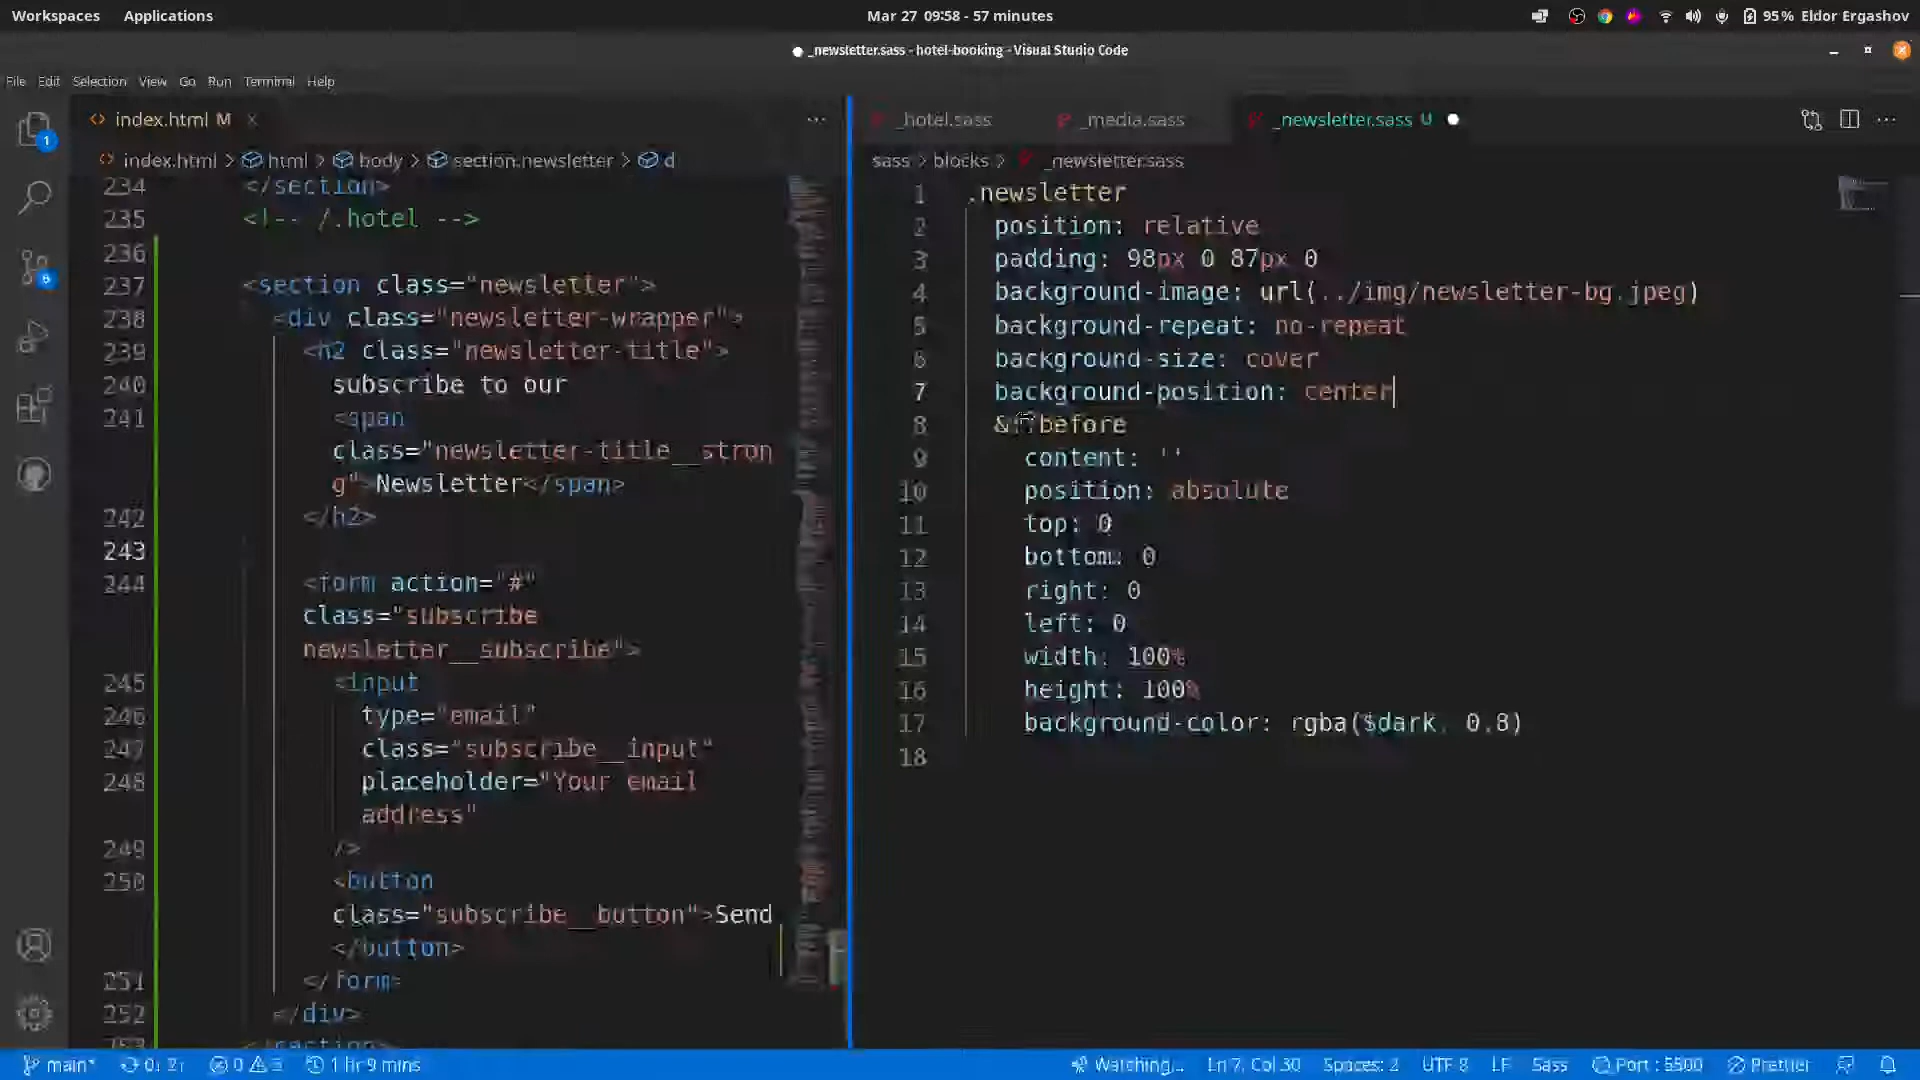 Workspaces Applications Mar 27 09:58 - 57 minutes 95% Eldor Ergashov
● _newsletter.sass - hotel-booking - Visual Studio Code
File Edit Selection View Go Run Terminal Help
index.html M
index.html > html > body > section.newsletter > d
234 </section>
235 <!-- /.hotel -->
236
237 <section class="newsletter">
238 <div class="newsletter-wrapper">
239 <h2 class="newsletter-title">
240 subscribe to our
241 <span
class="newsletter-title__stron
g">Newsletter</span>
242 </h2>
243
244 <form action="#"
class="subscribe
newsletter__subscribe">
245 <input
246 type="email"
247 class="subscribe__input"
248 placeholder="Your email
address"
249 />
250 <button
class="subscribe__button">Send
</button>
251 </form>
252 </div>
253 </section>
_hotel.sass _media.sass _newsletter.sass U
sass > blocks > _newsletter.sass
1 .newsletter
2 position: relative
3 padding: 98px 0 87px 0
4 background-image: url(../img/newsletter-bg.jpeg)
5 background-repeat: no-repeat
6 background-size: cover
7 background-position: center
8 &::before
9 content: ''
10 position: absolute
11 top: 0
12 bottom: 0
13 right: 0
14 left: 0
15 width: 100%
16 height: 100%
17 background-color: rgba($dark, 0.8)
18
1
6
main* 1 hr 9 mins Watching... Ln 7, Col 30 Spaces: 2 UTF-8 LF Sass Port : 5500 Prettier